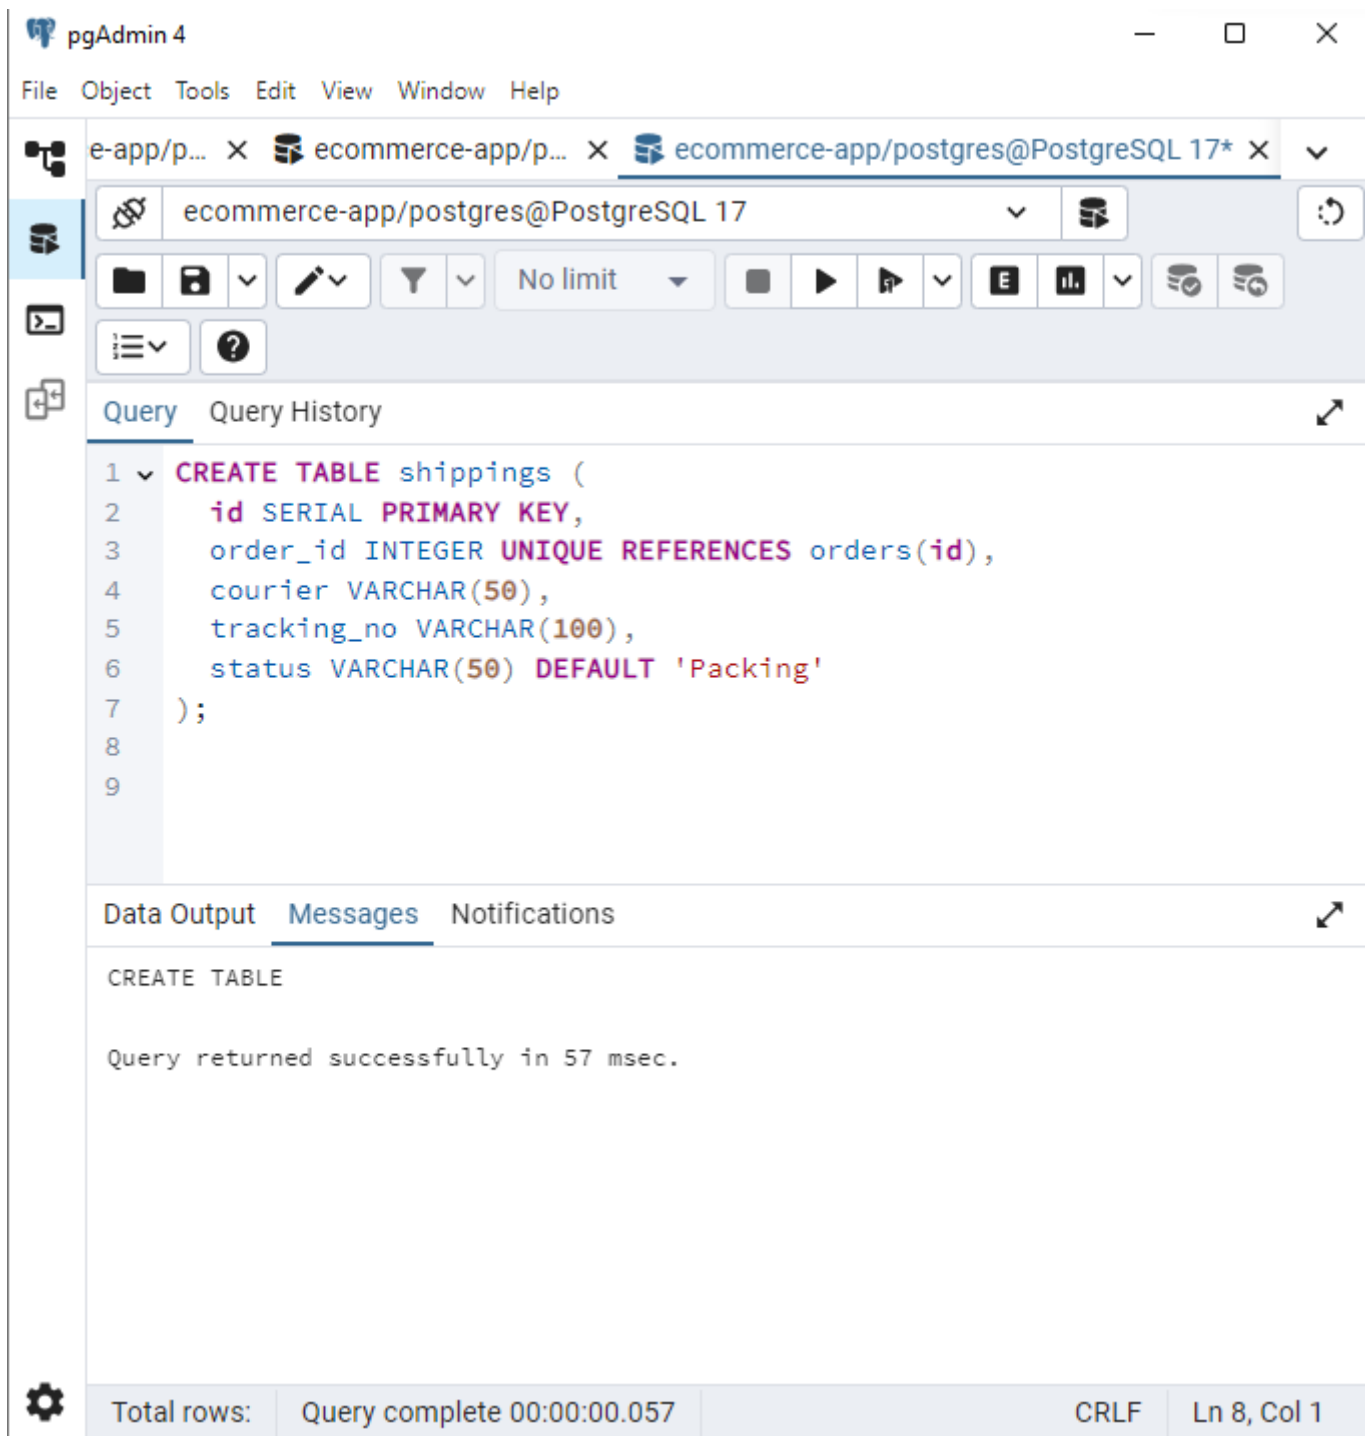 pgAdmin 4
File Object Tools Edit View Window Help
e-app/p... ecommerce-app/p... ecommerce-app/postgres@PostgreSQL 17*
ecommerce-app/postgres@PostgreSQL 17
No limit
E
Query Query History
1 CREATE TABLE shippings (
2 id SERIAL PRIMARY KEY,
3 order_id INTEGER UNIQUE REFERENCES orders(id),
4 courier VARCHAR(50),
5 tracking_no VARCHAR(100),
6 status VARCHAR(50) DEFAULT 'Packing'
7 );
8
9
Data Output Messages Notifications
CREATE TABLE
Query returned successfully in 57 msec.
Total rows: Query complete 00:00:00.057 CRLF Ln 8, Col 1